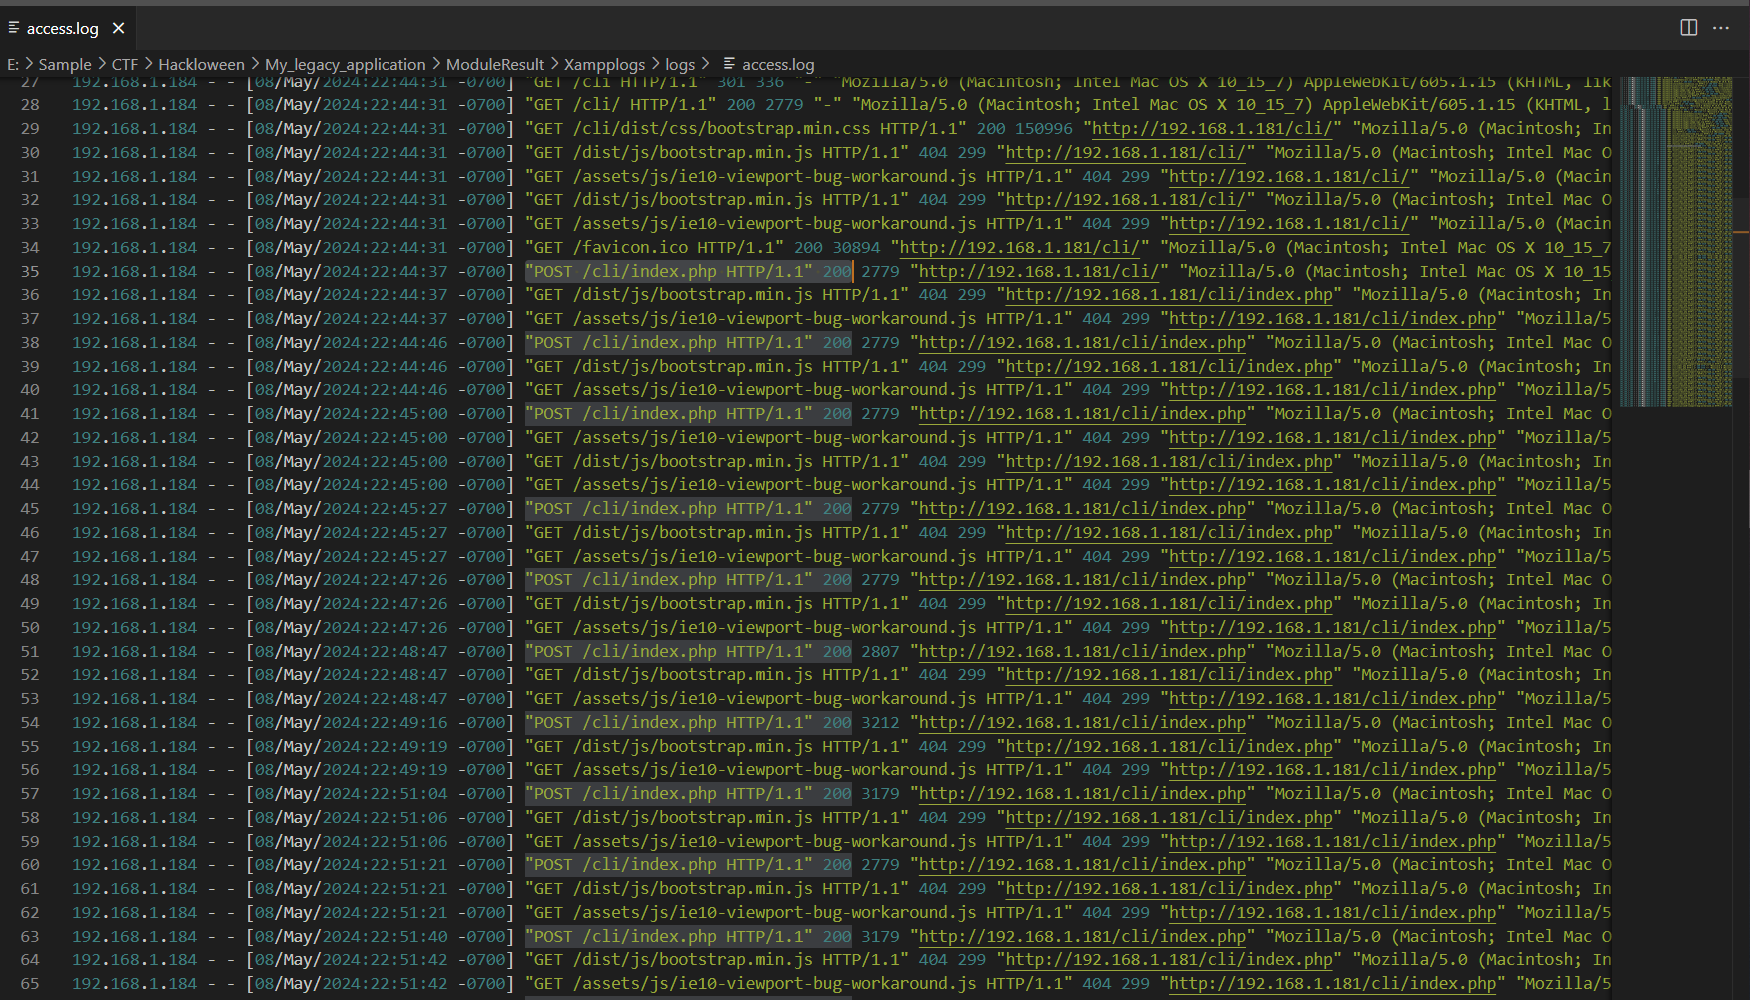 access.log
E: > Sample > CTF > Hackloween > My_legacy_application > ModuleResult > Xampplogs > logs > access.log
27 192.168.1.184 - - [08/May/2024:22:44:31 -0700] "GET /cli HTTP/1.1" 301 336 "-" "Mozilla/5.0 (Macintosh; Intel Mac OS X 10_15_7) AppleWebKit/605.1.15 (KHTML, lik
28 192.168.1.184 - - [08/May/2024:22:44:31 -0700] "GET /cli/ HTTP/1.1" 200 2779 "-" "Mozilla/5.0 (Macintosh; Intel Mac OS X 10_15_7) AppleWebKit/605.1.15 (KHTML, l
29 192.168.1.184 - - [08/May/2024:22:44:31 -0700] "GET /cli/dist/css/bootstrap.min.css HTTP/1.1" 200 150996 "http://192.168.1.181/cli/" "Mozilla/5.0 (Macintosh; In
30 192.168.1.184 - - [08/May/2024:22:44:31 -0700] "GET /dist/js/bootstrap.min.js HTTP/1.1" 404 299 "http://192.168.1.181/cli/" "Mozilla/5.0 (Macintosh; Intel Mac O
31 192.168.1.184 - - [08/May/2024:22:44:31 -0700] "GET /assets/js/ie10-viewport-bug-workaround.js HTTP/1.1" 404 299 "http://192.168.1.181/cli/" "Mozilla/5.0 (Macin
32 192.168.1.184 - - [08/May/2024:22:44:31 -0700] "GET /dist/js/bootstrap.min.js HTTP/1.1" 404 299 "http://192.168.1.181/cli/" "Mozilla/5.0 (Macintosh; Intel Mac O
33 192.168.1.184 - - [08/May/2024:22:44:31 -0700] "GET /assets/js/ie10-viewport-bug-workaround.js HTTP/1.1" 404 299 "http://192.168.1.181/cli/" "Mozilla/5.0 (Macin
34 192.168.1.184 - - [08/May/2024:22:44:31 -0700] "GET /favicon.ico HTTP/1.1" 200 30894 "http://192.168.1.181/cli/" "Mozilla/5.0 (Macintosh; Intel Mac OS X 10_15_7
35 192.168.1.184 - - [08/May/2024:22:44:37 -0700] "POST /cli/index.php HTTP/1.1" 200 2779 "http://192.168.1.181/cli/" "Mozilla/5.0 (Macintosh; Intel Mac OS X 10_15
36 192.168.1.184 - - [08/May/2024:22:44:37 -0700] "GET /dist/js/bootstrap.min.js HTTP/1.1" 404 299 "http://192.168.1.181/cli/index.php" "Mozilla/5.0 (Macintosh; In
37 192.168.1.184 - - [08/May/2024:22:44:37 -0700] "GET /assets/js/ie10-viewport-bug-workaround.js HTTP/1.1" 404 299 "http://192.168.1.181/cli/index.php" "Mozilla/5
38 192.168.1.184 - - [08/May/2024:22:44:46 -0700] "POST /cli/index.php HTTP/1.1" 200 2779 "http://192.168.1.181/cli/index.php" "Mozilla/5.0 (Macintosh; Intel Mac O
39 192.168.1.184 - - [08/May/2024:22:44:46 -0700] "GET /dist/js/bootstrap.min.js HTTP/1.1" 404 299 "http://192.168.1.181/cli/index.php" "Mozilla/5.0 (Macintosh; In
40 192.168.1.184 - - [08/May/2024:22:44:46 -0700] "GET /assets/js/ie10-viewport-bug-workaround.js HTTP/1.1" 404 299 "http://192.168.1.181/cli/index.php" "Mozilla/5
41 192.168.1.184 - - [08/May/2024:22:45:00 -0700] "POST /cli/index.php HTTP/1.1" 200 2779 "http://192.168.1.181/cli/index.php" "Mozilla/5.0 (Macintosh; Intel Mac O
42 192.168.1.184 - - [08/May/2024:22:45:00 -0700] "GET /assets/js/ie10-viewport-bug-workaround.js HTTP/1.1" 404 299 "http://192.168.1.181/cli/index.php" "Mozilla/5
43 192.168.1.184 - - [08/May/2024:22:45:00 -0700] "GET /dist/js/bootstrap.min.js HTTP/1.1" 404 299 "http://192.168.1.181/cli/index.php" "Mozilla/5.0 (Macintosh; In
44 192.168.1.184 - - [08/May/2024:22:45:00 -0700] "GET /assets/js/ie10-viewport-bug-workaround.js HTTP/1.1" 404 299 "http://192.168.1.181/cli/index.php" "Mozilla/5
45 192.168.1.184 - - [08/May/2024:22:45:27 -0700] "POST /cli/index.php HTTP/1.1" 200 2779 "http://192.168.1.181/cli/index.php" "Mozilla/5.0 (Macintosh; Intel Mac O
46 192.168.1.184 - - [08/May/2024:22:45:27 -0700] "GET /dist/js/bootstrap.min.js HTTP/1.1" 404 299 "http://192.168.1.181/cli/index.php" "Mozilla/5.0 (Macintosh; In
47 192.168.1.184 - - [08/May/2024:22:45:27 -0700] "GET /assets/js/ie10-viewport-bug-workaround.js HTTP/1.1" 404 299 "http://192.168.1.181/cli/index.php" "Mozilla/5
48 192.168.1.184 - - [08/May/2024:22:47:26 -0700] "POST /cli/index.php HTTP/1.1" 200 2779 "http://192.168.1.181/cli/index.php" "Mozilla/5.0 (Macintosh; Intel Mac O
49 192.168.1.184 - - [08/May/2024:22:47:26 -0700] "GET /dist/js/bootstrap.min.js HTTP/1.1" 404 299 "http://192.168.1.181/cli/index.php" "Mozilla/5.0 (Macintosh; In
50 192.168.1.184 - - [08/May/2024:22:47:26 -0700] "GET /assets/js/ie10-viewport-bug-workaround.js HTTP/1.1" 404 299 "http://192.168.1.181/cli/index.php" "Mozilla/5
51 192.168.1.184 - - [08/May/2024:22:48:47 -0700] "POST /cli/index.php HTTP/1.1" 200 2807 "http://192.168.1.181/cli/index.php" "Mozilla/5.0 (Macintosh; Intel Mac O
52 192.168.1.184 - - [08/May/2024:22:48:47 -0700] "GET /dist/js/bootstrap.min.js HTTP/1.1" 404 299 "http://192.168.1.181/cli/index.php" "Mozilla/5.0 (Macintosh; In
53 192.168.1.184 - - [08/May/2024:22:48:47 -0700] "GET /assets/js/ie10-viewport-bug-workaround.js HTTP/1.1" 404 299 "http://192.168.1.181/cli/index.php" "Mozilla/5
54 192.168.1.184 - - [08/May/2024:22:49:16 -0700] "POST /cli/index.php HTTP/1.1" 200 3212 "http://192.168.1.181/cli/index.php" "Mozilla/5.0 (Macintosh; Intel Mac O
55 192.168.1.184 - - [08/May/2024:22:49:19 -0700] "GET /dist/js/bootstrap.min.js HTTP/1.1" 404 299 "http://192.168.1.181/cli/index.php" "Mozilla/5.0 (Macintosh; In
56 192.168.1.184 - - [08/May/2024:22:49:19 -0700] "GET /assets/js/ie10-viewport-bug-workaround.js HTTP/1.1" 404 299 "http://192.168.1.181/cli/index.php" "Mozilla/5
57 192.168.1.184 - - [08/May/2024:22:51:04 -0700] "POST /cli/index.php HTTP/1.1" 200 3179 "http://192.168.1.181/cli/index.php" "Mozilla/5.0 (Macintosh; Intel Mac O
58 192.168.1.184 - - [08/May/2024:22:51:06 -0700] "GET /dist/js/bootstrap.min.js HTTP/1.1" 404 299 "http://192.168.1.181/cli/index.php" "Mozilla/5.0 (Macintosh; In
59 192.168.1.184 - - [08/May/2024:22:51:06 -0700] "GET /assets/js/ie10-viewport-bug-workaround.js HTTP/1.1" 404 299 "http://192.168.1.181/cli/index.php" "Mozilla/5
60 192.168.1.184 - - [08/May/2024:22:51:21 -0700] "POST /cli/index.php HTTP/1.1" 200 2779 "http://192.168.1.181/cli/index.php" "Mozilla/5.0 (Macintosh; Intel Mac O
61 192.168.1.184 - - [08/May/2024:22:51:21 -0700] "GET /dist/js/bootstrap.min.js HTTP/1.1" 404 299 "http://192.168.1.181/cli/index.php" "Mozilla/5.0 (Macintosh; In
62 192.168.1.184 - - [08/May/2024:22:51:21 -0700] "GET /assets/js/ie10-viewport-bug-workaround.js HTTP/1.1" 404 299 "http://192.168.1.181/cli/index.php" "Mozilla/5
63 192.168.1.184 - - [08/May/2024:22:51:40 -0700] "POST /cli/index.php HTTP/1.1" 200 3179 "http://192.168.1.181/cli/index.php" "Mozilla/5.0 (Macintosh; Intel Mac O
64 192.168.1.184 - - [08/May/2024:22:51:42 -0700] "GET /dist/js/bootstrap.min.js HTTP/1.1" 404 299 "http://192.168.1.181/cli/index.php" "Mozilla/5.0 (Macintosh; In
65 192.168.1.184 - - [08/May/2024:22:51:42 -0700] "GET /assets/js/ie10-viewport-bug-workaround.js HTTP/1.1" 404 299 "http://192.168.1.181/cli/index.php" "Mozilla/5